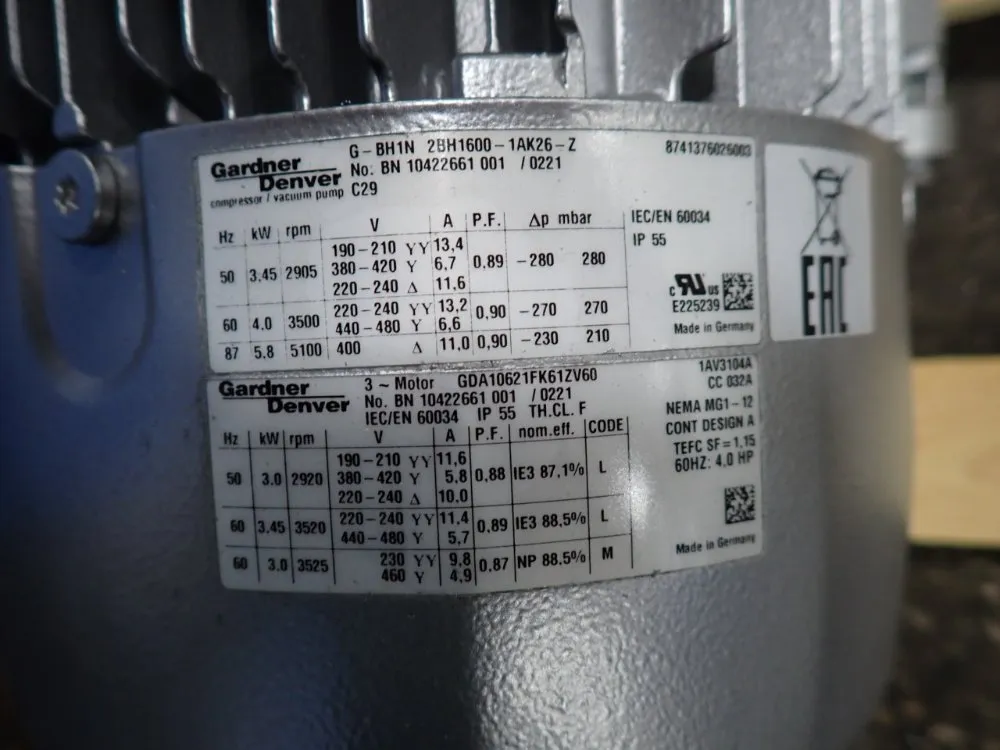 Gardner Denver G-BH1N 2BH1600-1AK26-Z 8741376026003
compressor / vacuum pump No: BN 10422661 001 / 0221
C29
Hz kW rpm V A P.F. Δp mbar IEC/EN 60034
IP 55
50 3.45 2905 190-210 YY 13,4 0,89 -280 280
380-420 Y 6,7
220-240 Δ 11,6
60 4.0 3500 220-240 YY 13,2 0,90 -270 270
440-480 Y 6,6
87 5.8 5100 400 Δ 11,0 0,90 -230 210
c RU us
E225239
Made in Germany
EAC
Gardner Denver 3~Motor GDA10621FK61ZV60 1AV3104A
No. BN 10422661 001 / 0221 CC 032A
IEC/EN 60034 IP 55 TH.CL. F
Hz kW rpm V A P.F. nom.eff. CODE
50 3.0 2920 190-210 YY 11,6 0,88 IE3 87,1% L
380-420 Y 5.8
220-240 Δ 10.0
60 3.45 3520 220-240 YY 11,4 0,89 IE3 88,5% L
440-480 Y 5,7
60 3.0 3525 230 YY 9,8 0.87 NP 88.5% M
460 Y 4,9
NEMA MG1-12
CONT DESIGN A
TEFC SF=1,15
60HZ: 4.0 HP
Made in Germany